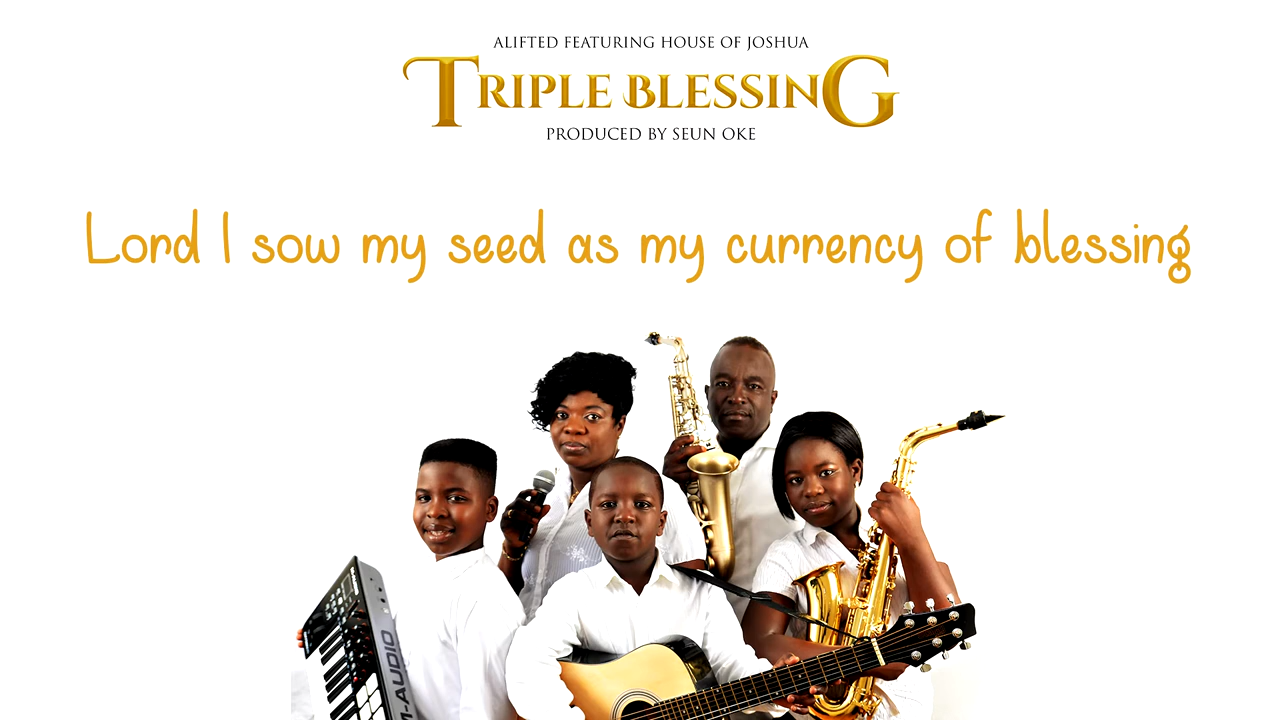 ALIFTED FEATURING HOUSE OF JOSHUA
TRIPLE BLESSING
PRODUCED BY SEUN OKE
Lord I sow my seed as my currency of blessing
M-AUDIO